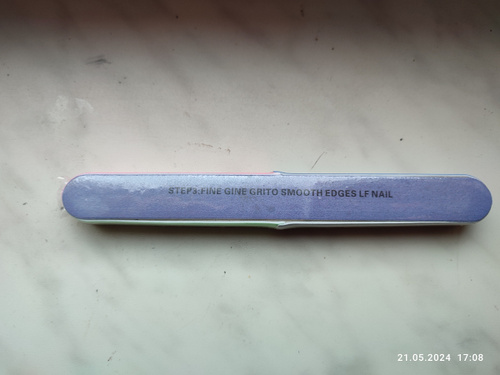 STEP3:FINE GINE GRITO SMOOTH EDGES LF NAIL
21.05.2024 17:08